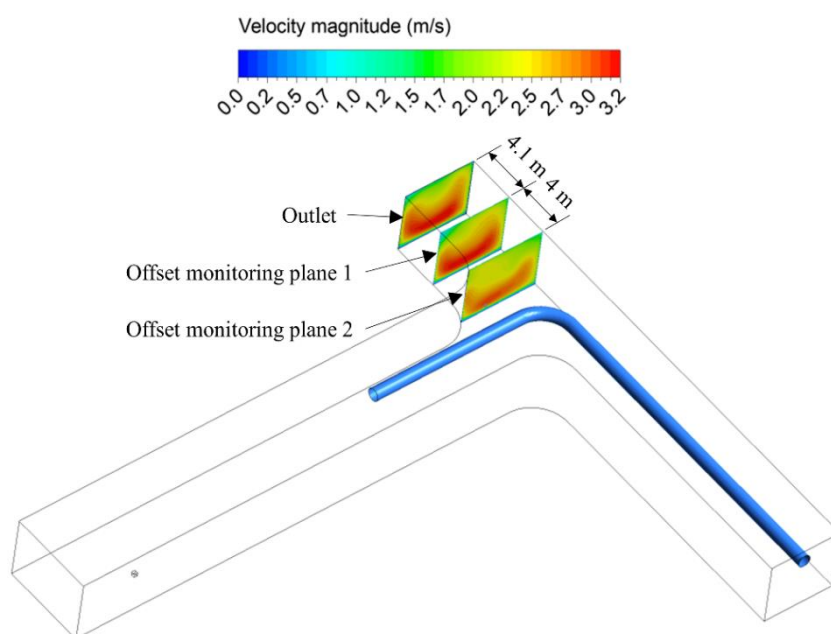 Velocity magnitude (m/s)
0.0 0.2 0.5 0.7 1.0 1.2 1.5 1.7 2.0 2.2 2.5 2.7 3.0 3.2
4.1 m 4 m
Outlet
Offset monitoring plane 1
Offset monitoring plane 2